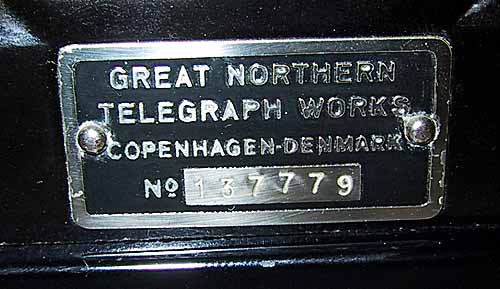 GREAT NORTHERN
TELEGRAPH WORKS
COPENHAGEN-DENMARK
No 137779